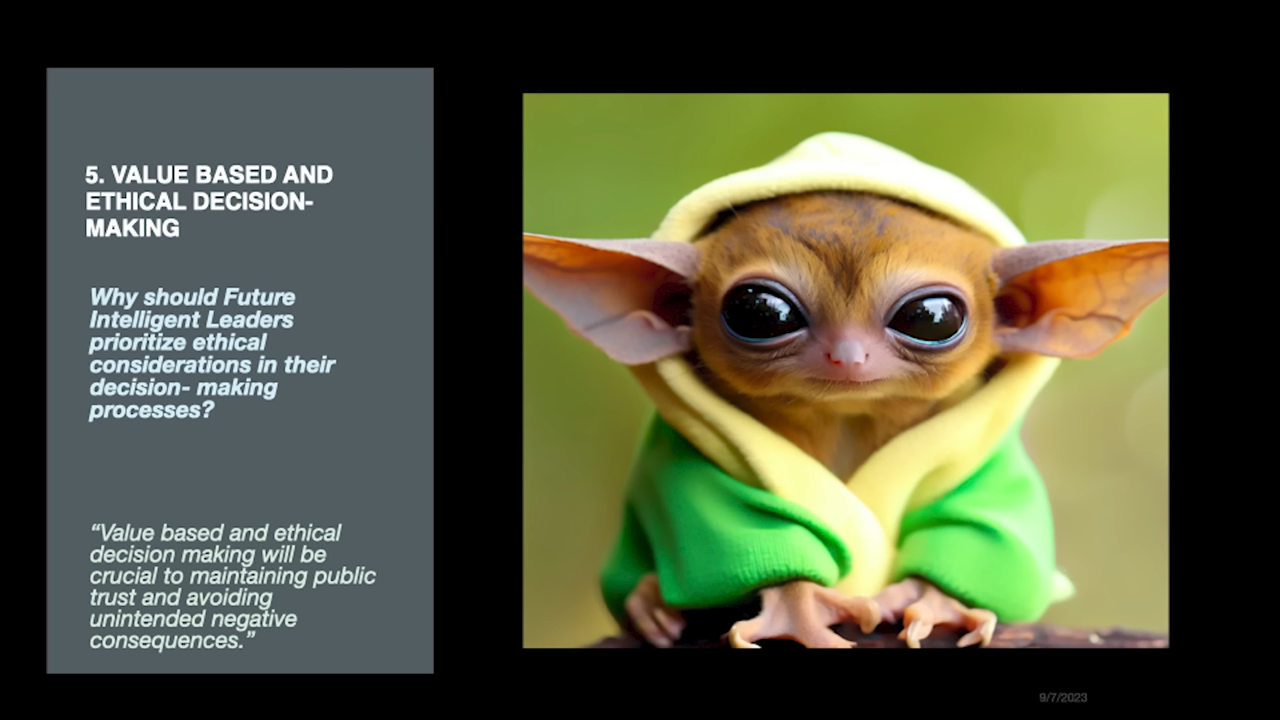 5. VALUE BASED AND
ETHICAL DECISION-
MAKING
Why should Future
Intelligent Leaders
prioritize ethical
considerations in their
decision- making
processes?
“Value based and ethical
decision making will be
crucial to maintaining public
trust and avoiding
unintended negative
consequences.”
9/7/2023